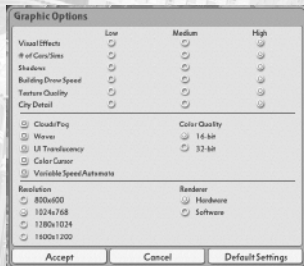 Graphic Options
Low Medium High
Visual Effects
# of Cars/Sims
Shadows
Building Draw Speed
Texture Quality
City Detail
Clouds/Fog
Waves
UI Translucency
Color Cursor
Variable Speed Automata
Color Quality
16-bit
32-bit
Resolution
800x600
1024x768
1280x1024
1600x1200
Renderer
Hardware
Software
Accept Cancel Default Settings